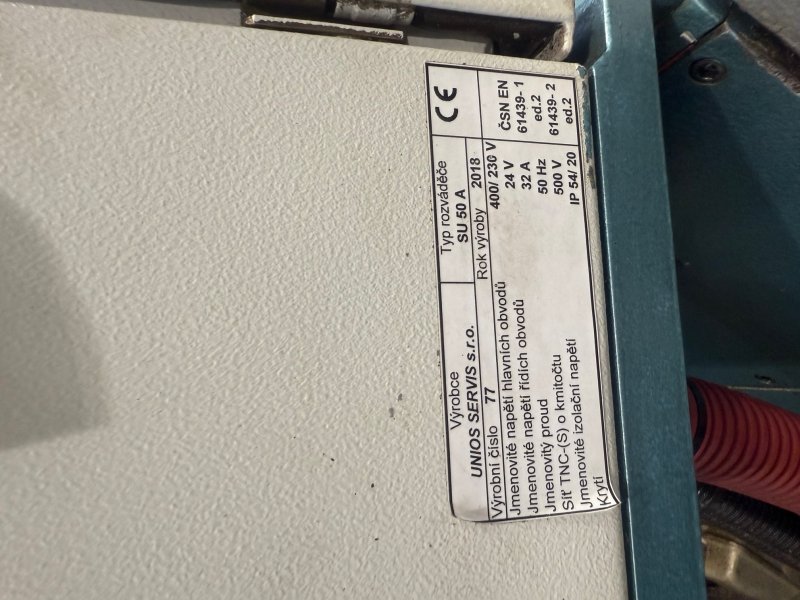 Výrobce
UNIOS SERVIS s.r.o.
Typ rozváděče
SU 50 A
CE
Výrobní číslo 77
Rok výroby 2018
ČSN EN
61439- 1
ed.2
61439- 2
ed.2
Jmenovité napětí hlavních obvodů 400/ 230 V
Jmenovité napětí řídích obvodů 24 V
Jmenovitý proud 32 A
Síť TNC-(S) o kmitočtu 50 Hz
Jmenovité izolační napětí 500 V
Krytí IP 54/ 20